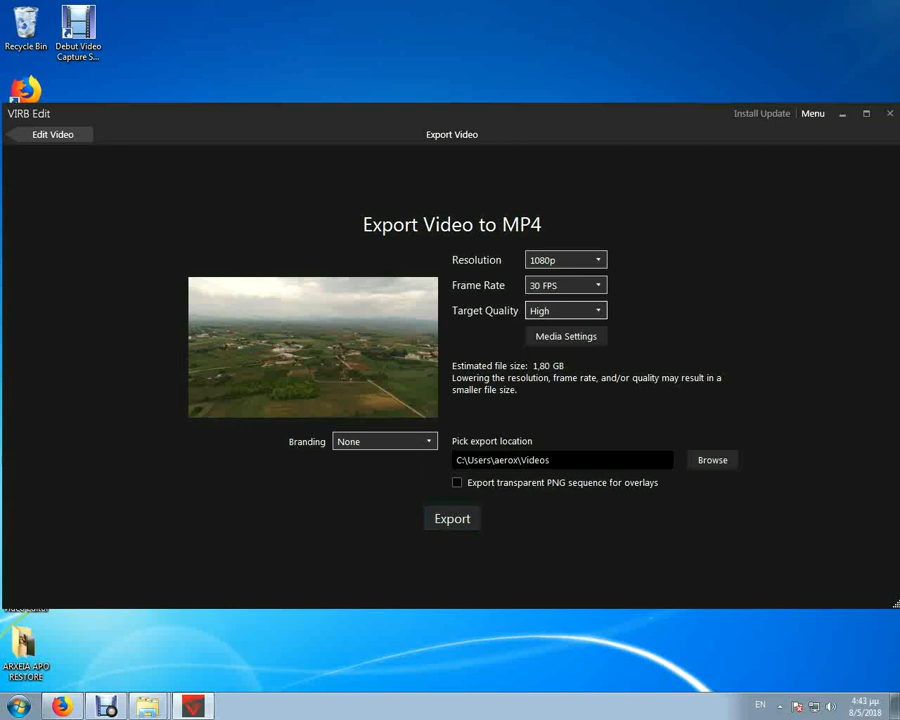 Recycle Bin
Debut Video
Capture S...
VIRB Edit
Install Update
Menu
Edit Video
Export Video
Export Video to MP4
Resolution
1080p
Frame Rate
30 FPS
Target Quality
High
Media Settings
Estimated file size: 1,80 GB
Lowering the resolution, frame rate, and/or quality may result in a
smaller file size.
Branding
None
Pick export location
C:\Users\aerox\Videos
Browse
Export transparent PNG sequence for overlays
Export
ARXEIA APO
RESTORE
EN
4:43 μμ
8/5/2018